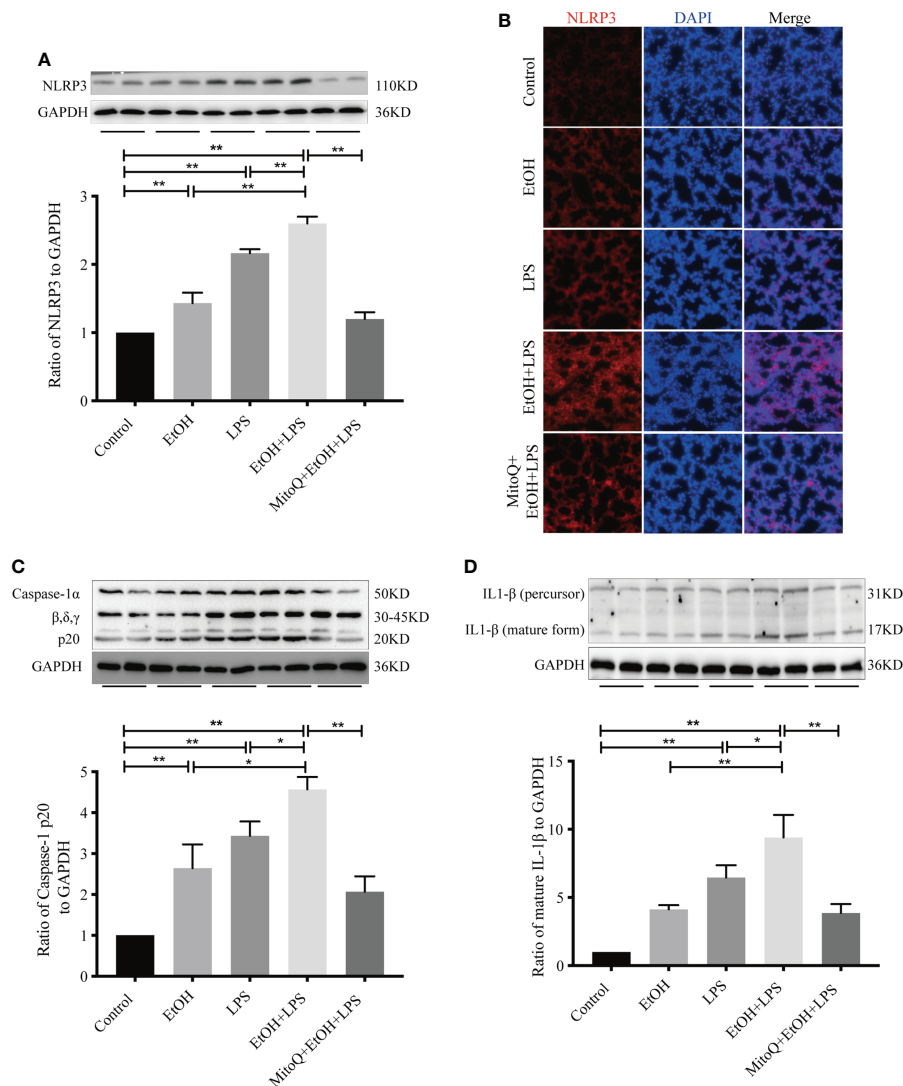 A
NLRP3
110KD
GAPDH
36KD
**
**
**
**
**
**
Ratio of NLRP3 to GAPDH
3
2
1
0
Control
EtOH
LPS
EtOH+LPS
MitoQ+EtOH+LPS
B
NLRP3
DAPI
Merge
Control
EtOH
LPS
EtOH+LPS
MitoQ+
EtOH+LPS
C
Caspase-1α
50KD
β,δ,γ
30-45KD
p20
20KD
GAPDH
36KD
**
**
**
*
**
*
Ratio of Caspase-1 p20
to GAPDH
5
4
3
2
1
0
Control
EtOH
LPS
EtOH+LPS
MitoQ+EtOH+LPS
D
IL1-β (percursor)
31KD
IL1-β (mature form)
17KD
GAPDH
36KD
**
**
**
*
**
Ratio of mature IL-1β to GAPDH
15
10
5
0
Control
EtOH
LPS
EtOH+LPS
MitoQ+EtOH+LPS